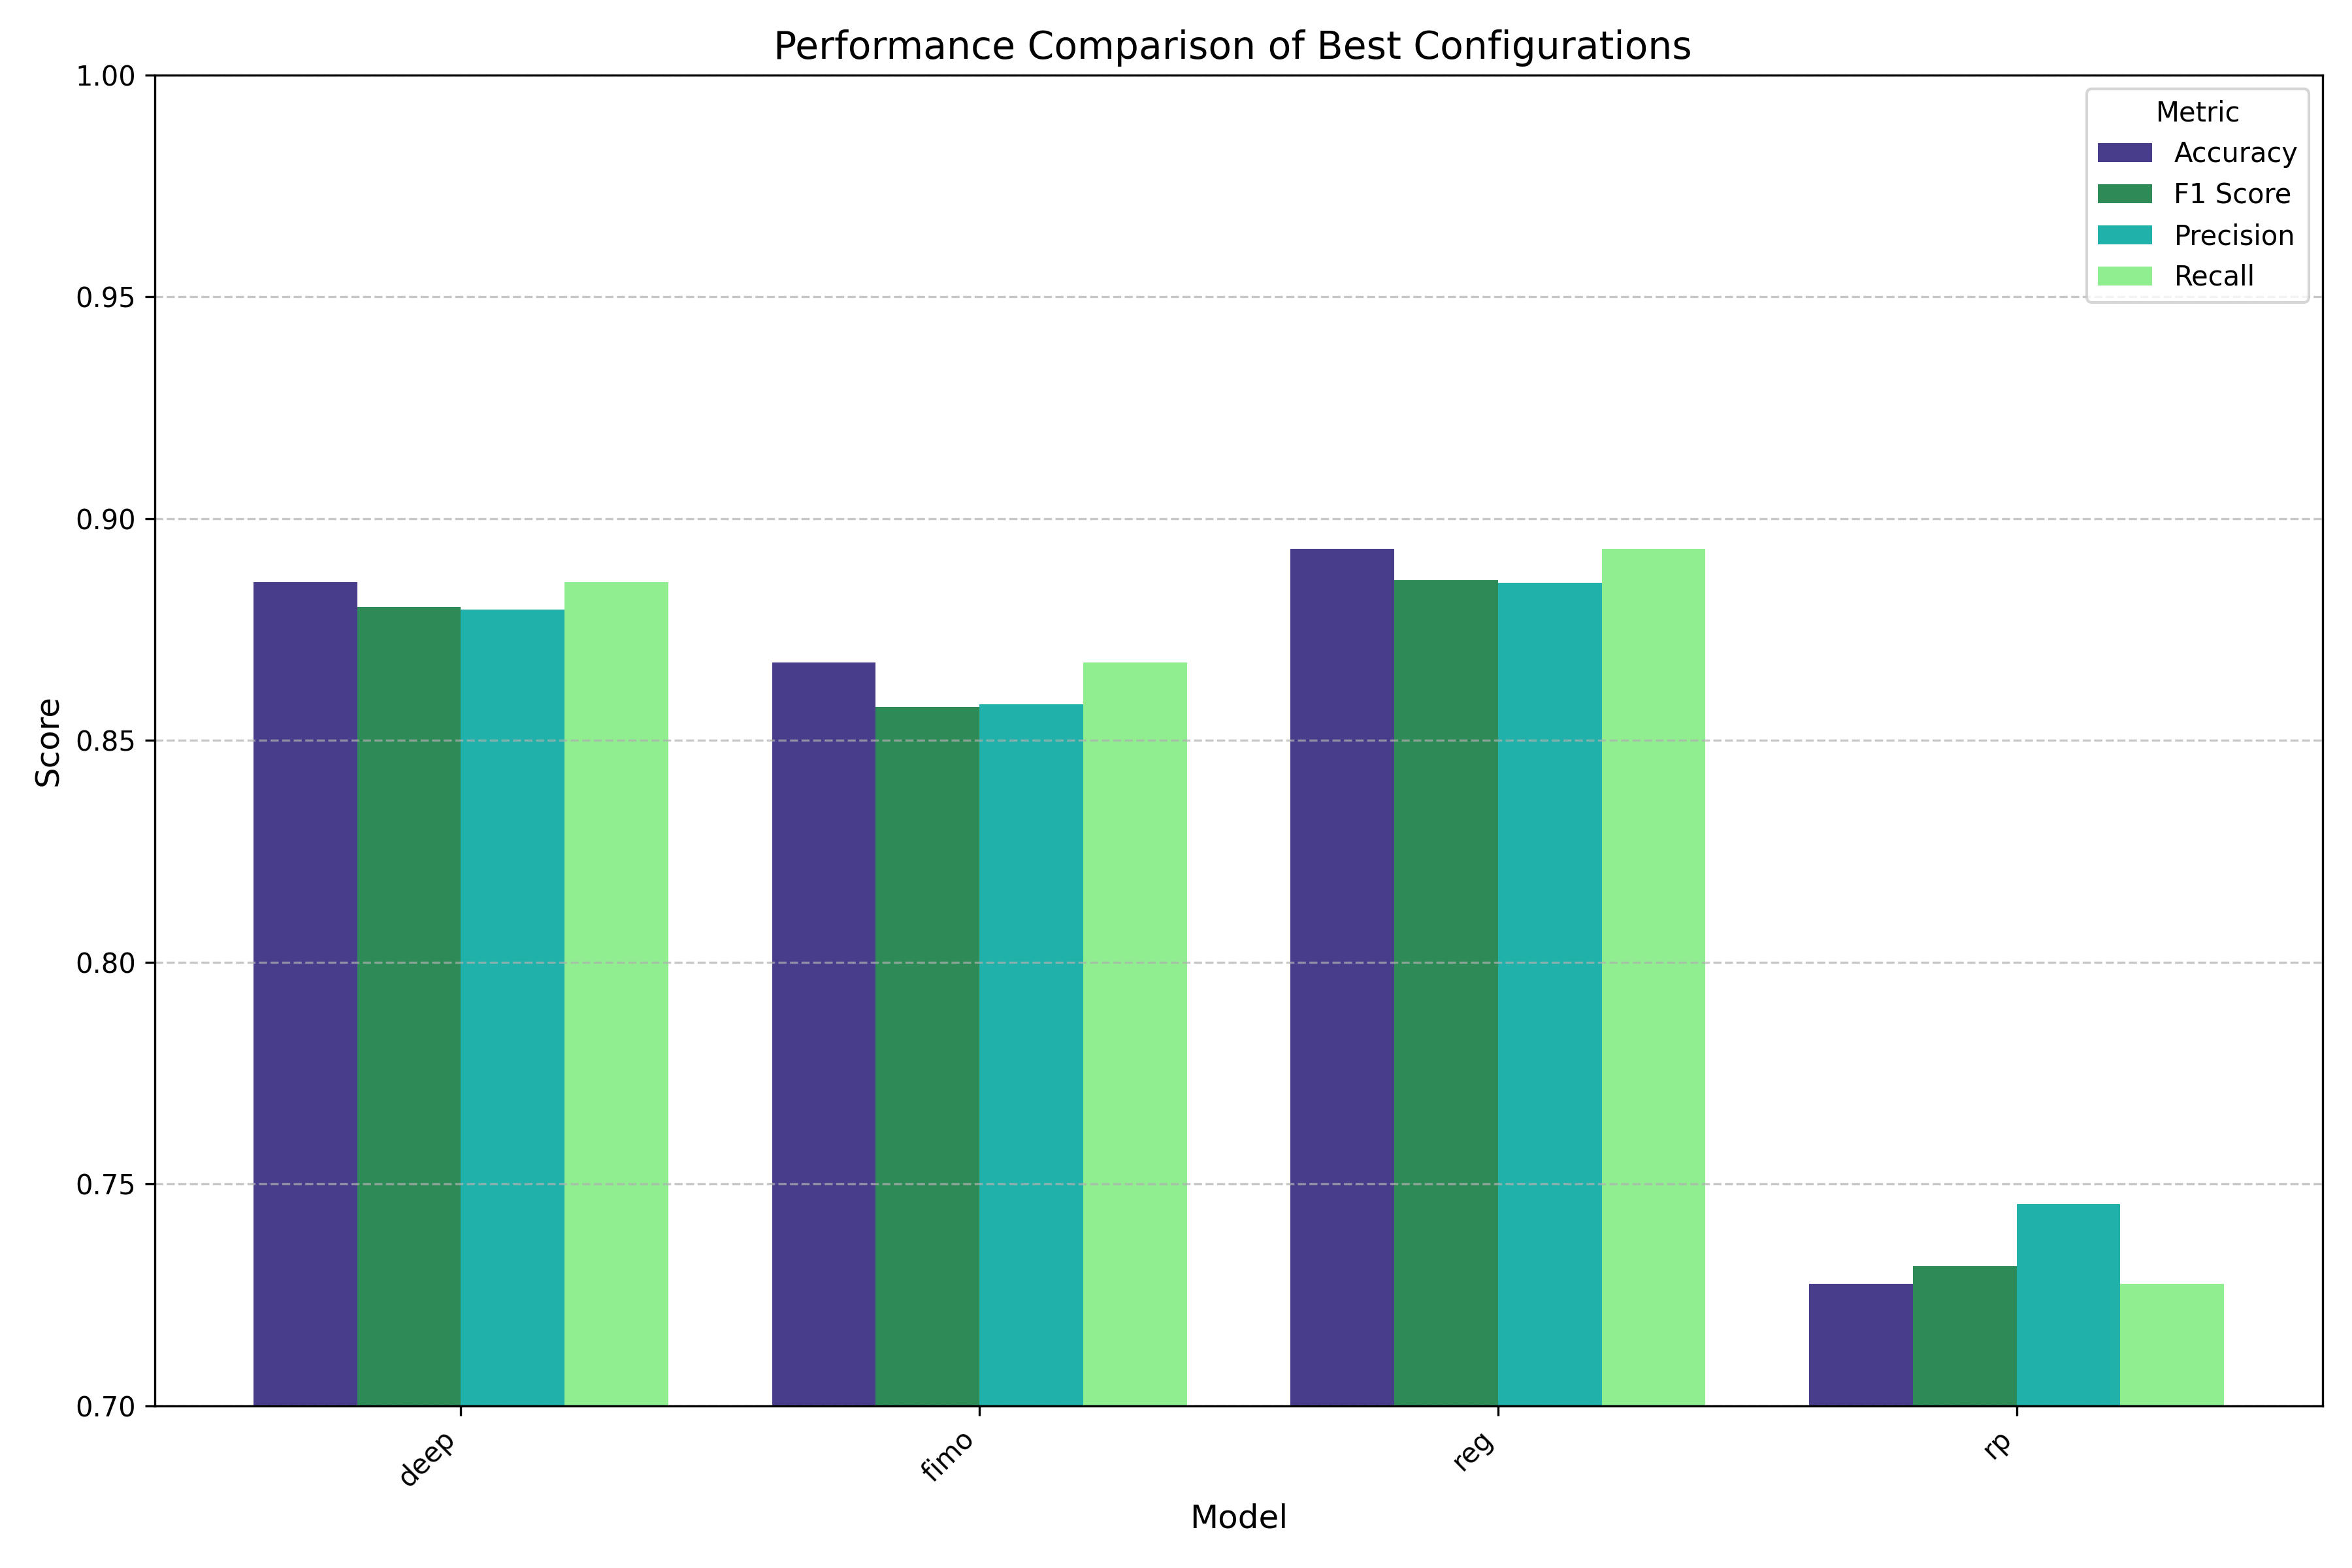 Performance Comparison of Best Configurations
1.00
0.95
0.90
0.85
0.80
0.75
0.70
Score
Metric
Accuracy
F1 Score
Precision
Recall
deep
fimo
reg
rp
Model